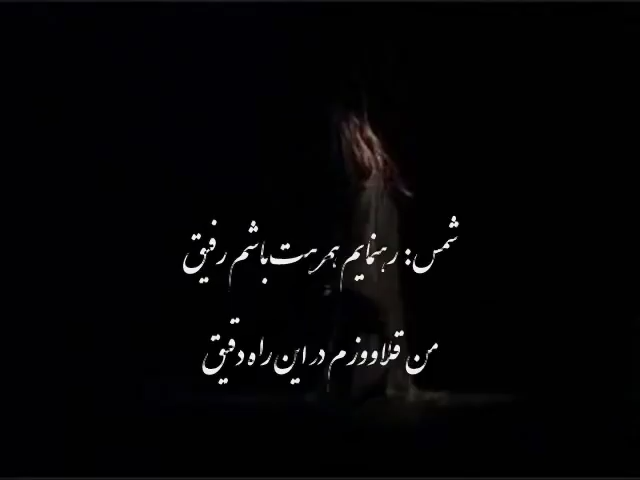 شمس: رهنمایم همرهت باشم رفیق
من قلاووزم در این راه دقیق